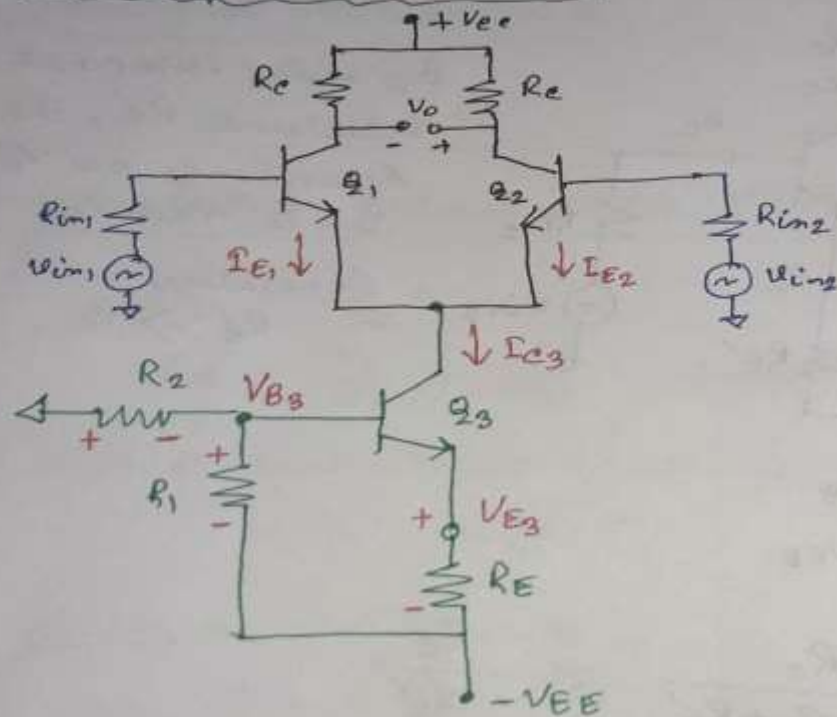 + Vcc
Rc
Rc
Vo
- +
Q1
Q2
Rin1
Rin2
IE1 ↓
↓ IE2
vin1
vin2
↓ IC3
R2
VB3
Q3
+ -
+
R1
-
+ VE3
RE
-
- VEE